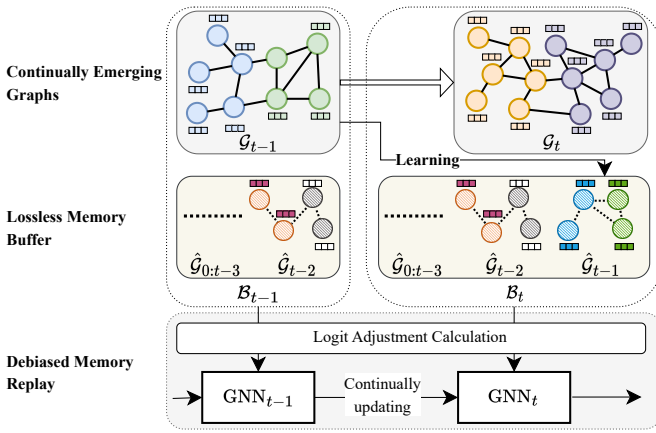 Continually Emerging
Graphs
𝒢_{t−1}
𝒢_t
Learning
Lossless Memory
Buffer
𝒢̂_{0:t−3}
𝒢̂_{t−2}
ℬ_{t−1}
𝒢̂_{0:t−3}
𝒢̂_{t−2}
𝒢̂_{t−1}
ℬ_t
Debiased Memory
Replay
Logit Adjustment Calculation
GNN_{t−1}
Continually
updating
GNN_t